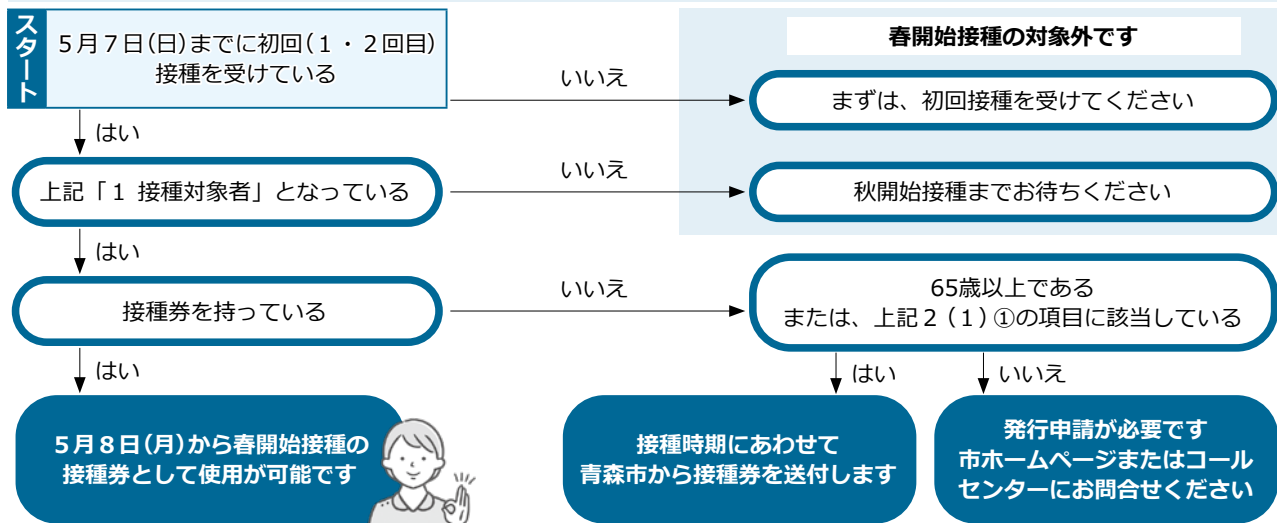 スタート
５月７日(日)までに初回(１・２回目)
接種を受けている
いいえ
春開始接種の対象外です
まずは、初回接種を受けてください
はい
上記「１ 接種対象者」となっている
いいえ
秋開始接種までお待ちください
はい
接種券を持っている
いいえ
65歳以上である
または、上記２（１）①の項目に該当している
はい
はい
いいえ
５月８日(月)から春開始接種の
接種券として使用が可能です
接種時期にあわせて
青森市から接種券を送付します
発行申請が必要です
市ホームページまたはコール
センターにお問合せください